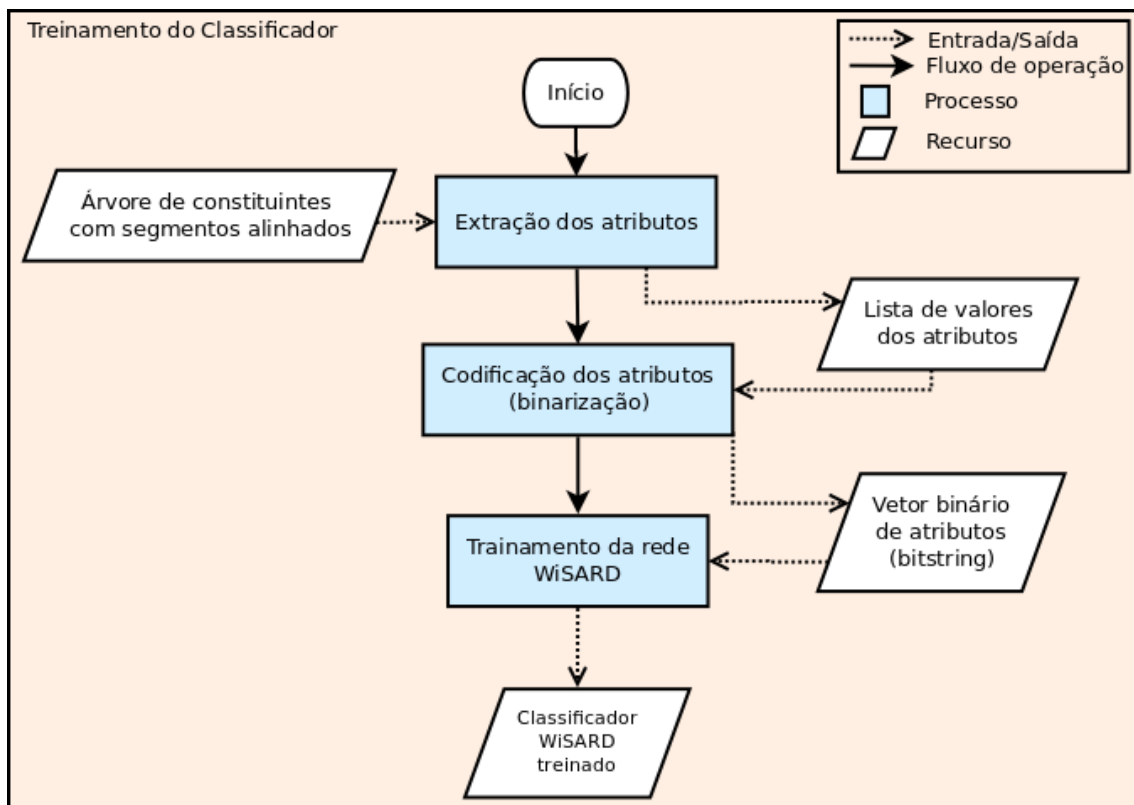 Treinamento do Classificador
Entrada/Saída
Fluxo de operação
Processo
Recurso
Início
Árvore de constituintes
com segmentos alinhados
Extração dos atributos
Lista de valores
dos atributos
Codificação dos atributos
(binarização)
Vetor binário
de atributos
(bitstring)
Trainamento da rede
WiSARD
Classificador
WiSARD
treinado